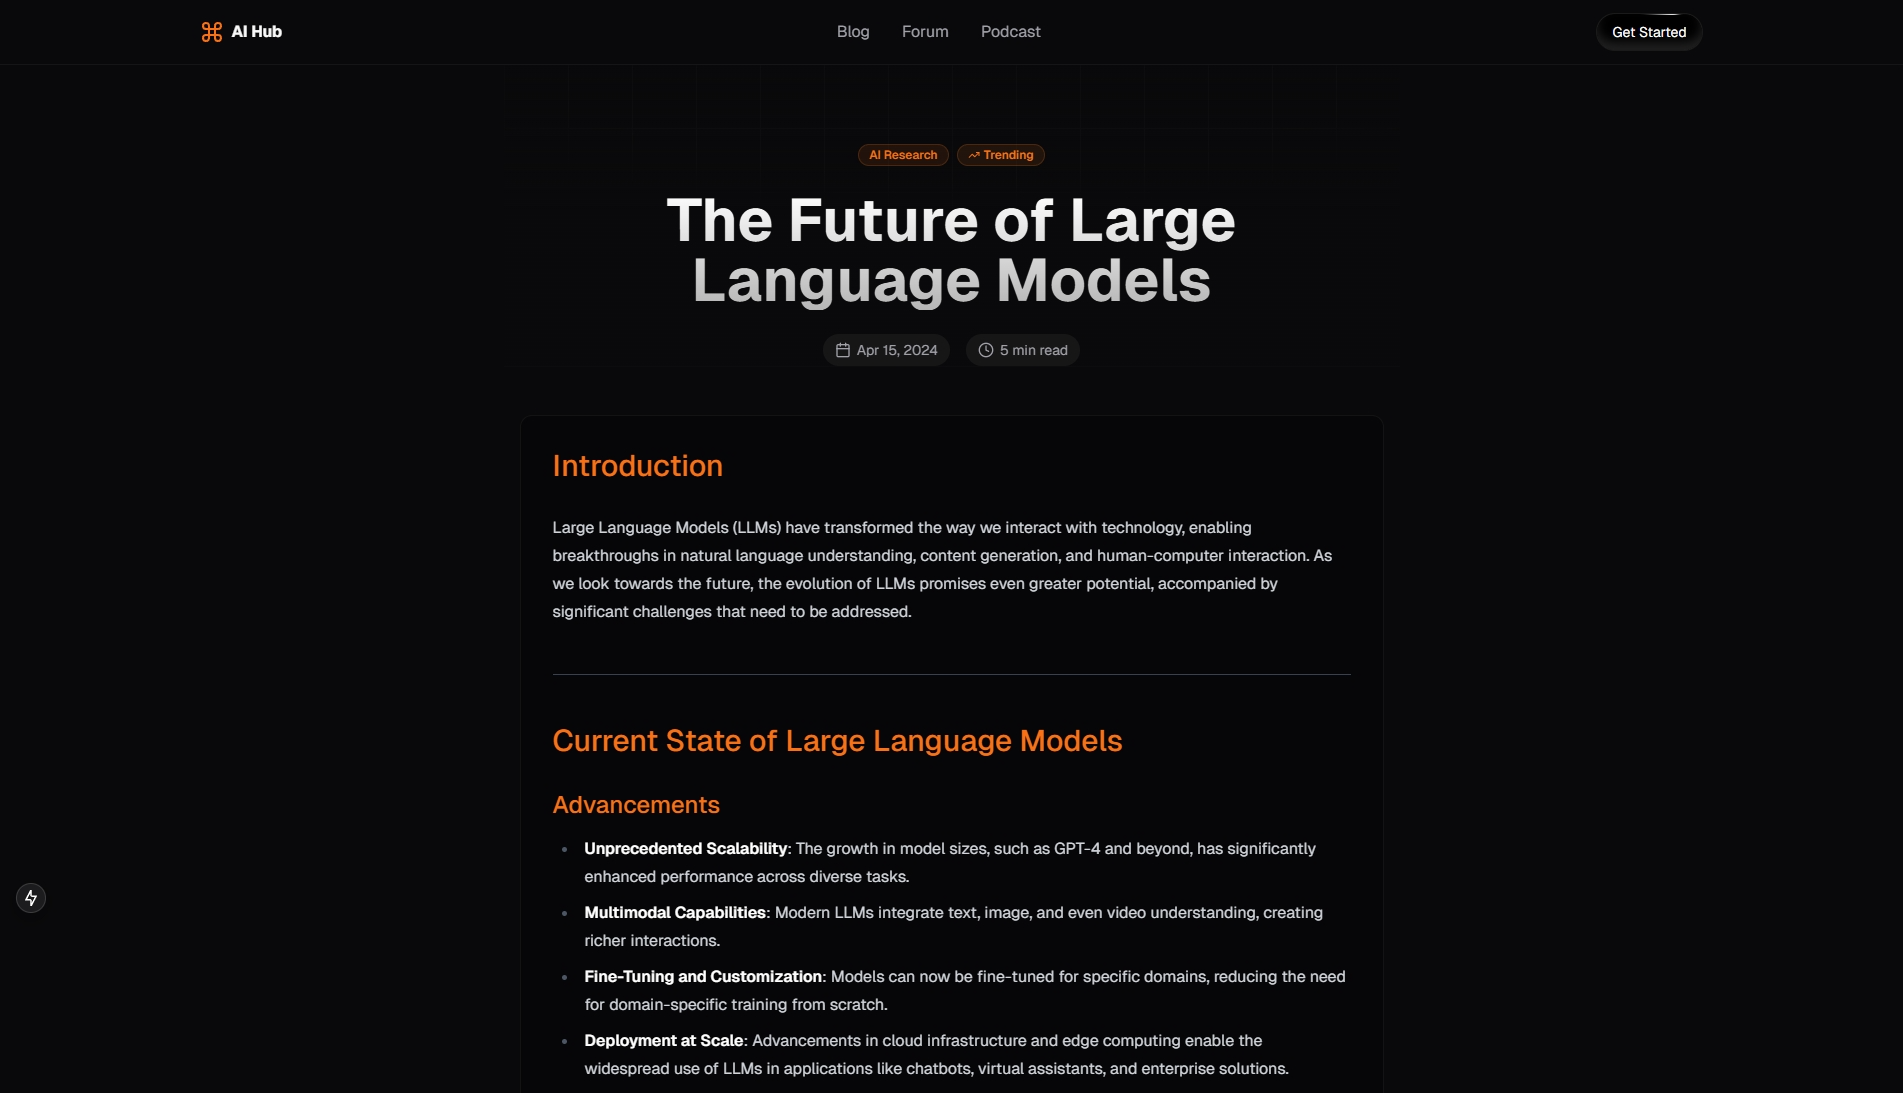 AI Hub
Blog
Forum
Podcast
Get Started
AI Research
Trending
The Future of Large
Language Models
Apr 15, 2024
5 min read
Introduction
Large Language Models (LLMs) have transformed the way we interact with technology, enabling
breakthroughs in natural language understanding, content generation, and human-computer interaction. As
we look towards the future, the evolution of LLMs promises even greater potential, accompanied by
significant challenges that need to be addressed.
Current State of Large Language Models
Advancements
Unprecedented Scalability: The growth in model sizes, such as GPT-4 and beyond, has significantly
enhanced performance across diverse tasks.
Multimodal Capabilities: Modern LLMs integrate text, image, and even video understanding, creating
richer interactions.
Fine-Tuning and Customization: Models can now be fine-tuned for specific domains, reducing the need
for domain-specific training from scratch.
Deployment at Scale: Advancements in cloud infrastructure and edge computing enable the
widespread use of LLMs in applications like chatbots, virtual assistants, and enterprise solutions.